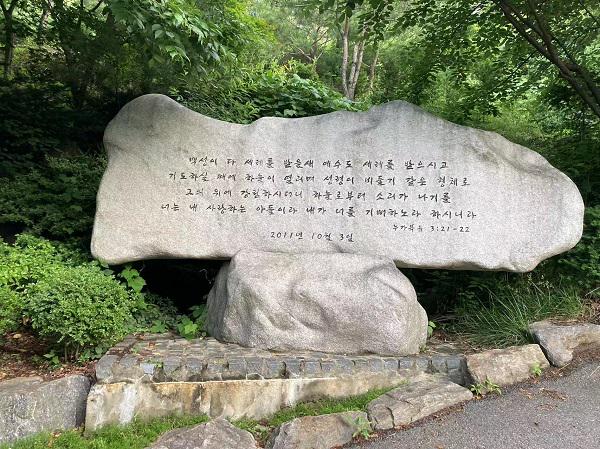 백성이 다 세례를 받을새 예수도 세례를 받으시고
기도하실 때에 하늘이 열리며 성령이 비둘기 같은 형체로
그의 위에 강림하시더니 하늘로부터 소리가 나기를
너는 내 사랑하는 아들이라 내가 너를 기뻐하노라 하시니라
누가복음 3:21-22
2011년 10월 3일